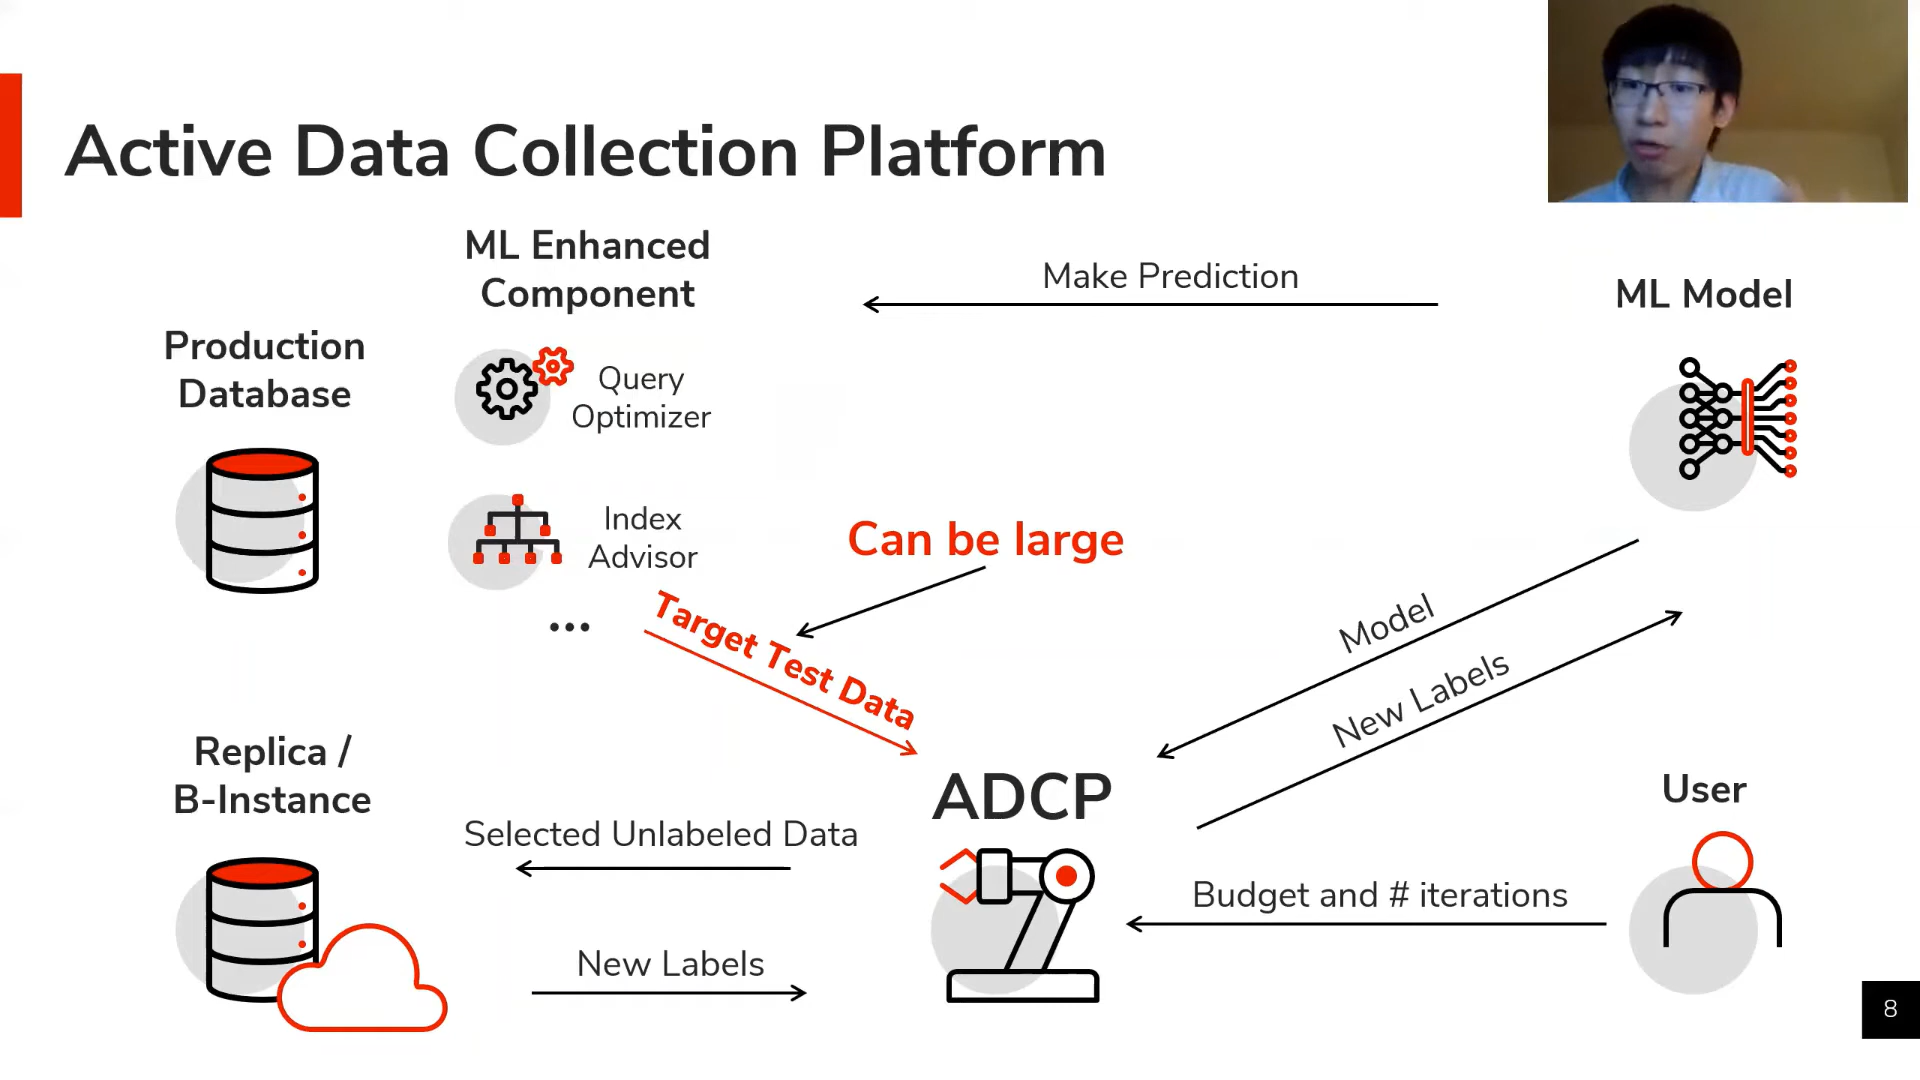 Active Data Collection Platform
ML Enhanced
Component
Make Prediction
ML Model
Production
Database
Query
Optimizer
Index
Advisor
...
Can be large
Target Test Data
Model
New Labels
Replica /
B-Instance
Selected Unlabeled Data
ADCP
User
Budget and # iterations
New Labels
8